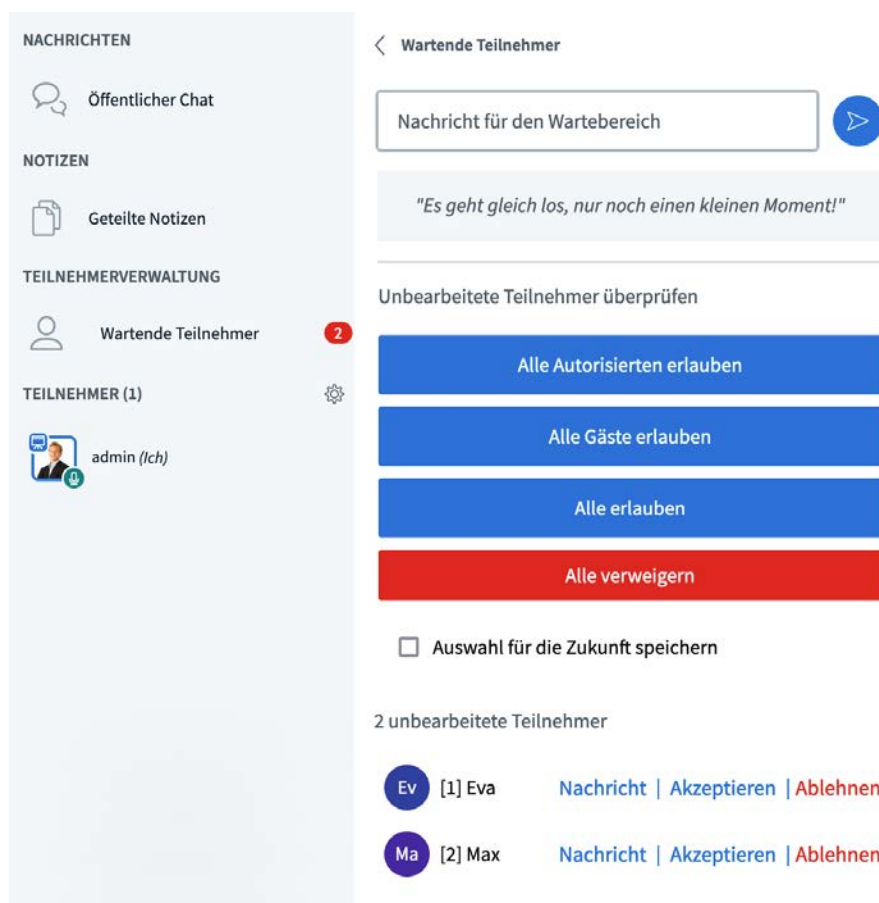 NACHRICHTEN
Öffentlicher Chat
NOTIZEN
Geteilte Notizen
TEILNEHMERVERWALTUNG
Wartende Teilnehmer 2
TEILNEHMER (1)
admin (Ich)
Wartende Teilnehmer
Nachricht für den Wartebereich
"Es geht gleich los, nur noch einen kleinen Moment!"
Unbearbeitete Teilnehmer überprüfen
Alle Autorisierten erlauben
Alle Gäste erlauben
Alle erlauben
Alle verweigern
Auswahl für die Zukunft speichern
2 unbearbeitete Teilnehmer
Ev [1] Eva Nachricht | Akzeptieren | Ablehnen
Ma [2] Max Nachricht | Akzeptieren | Ablehnen